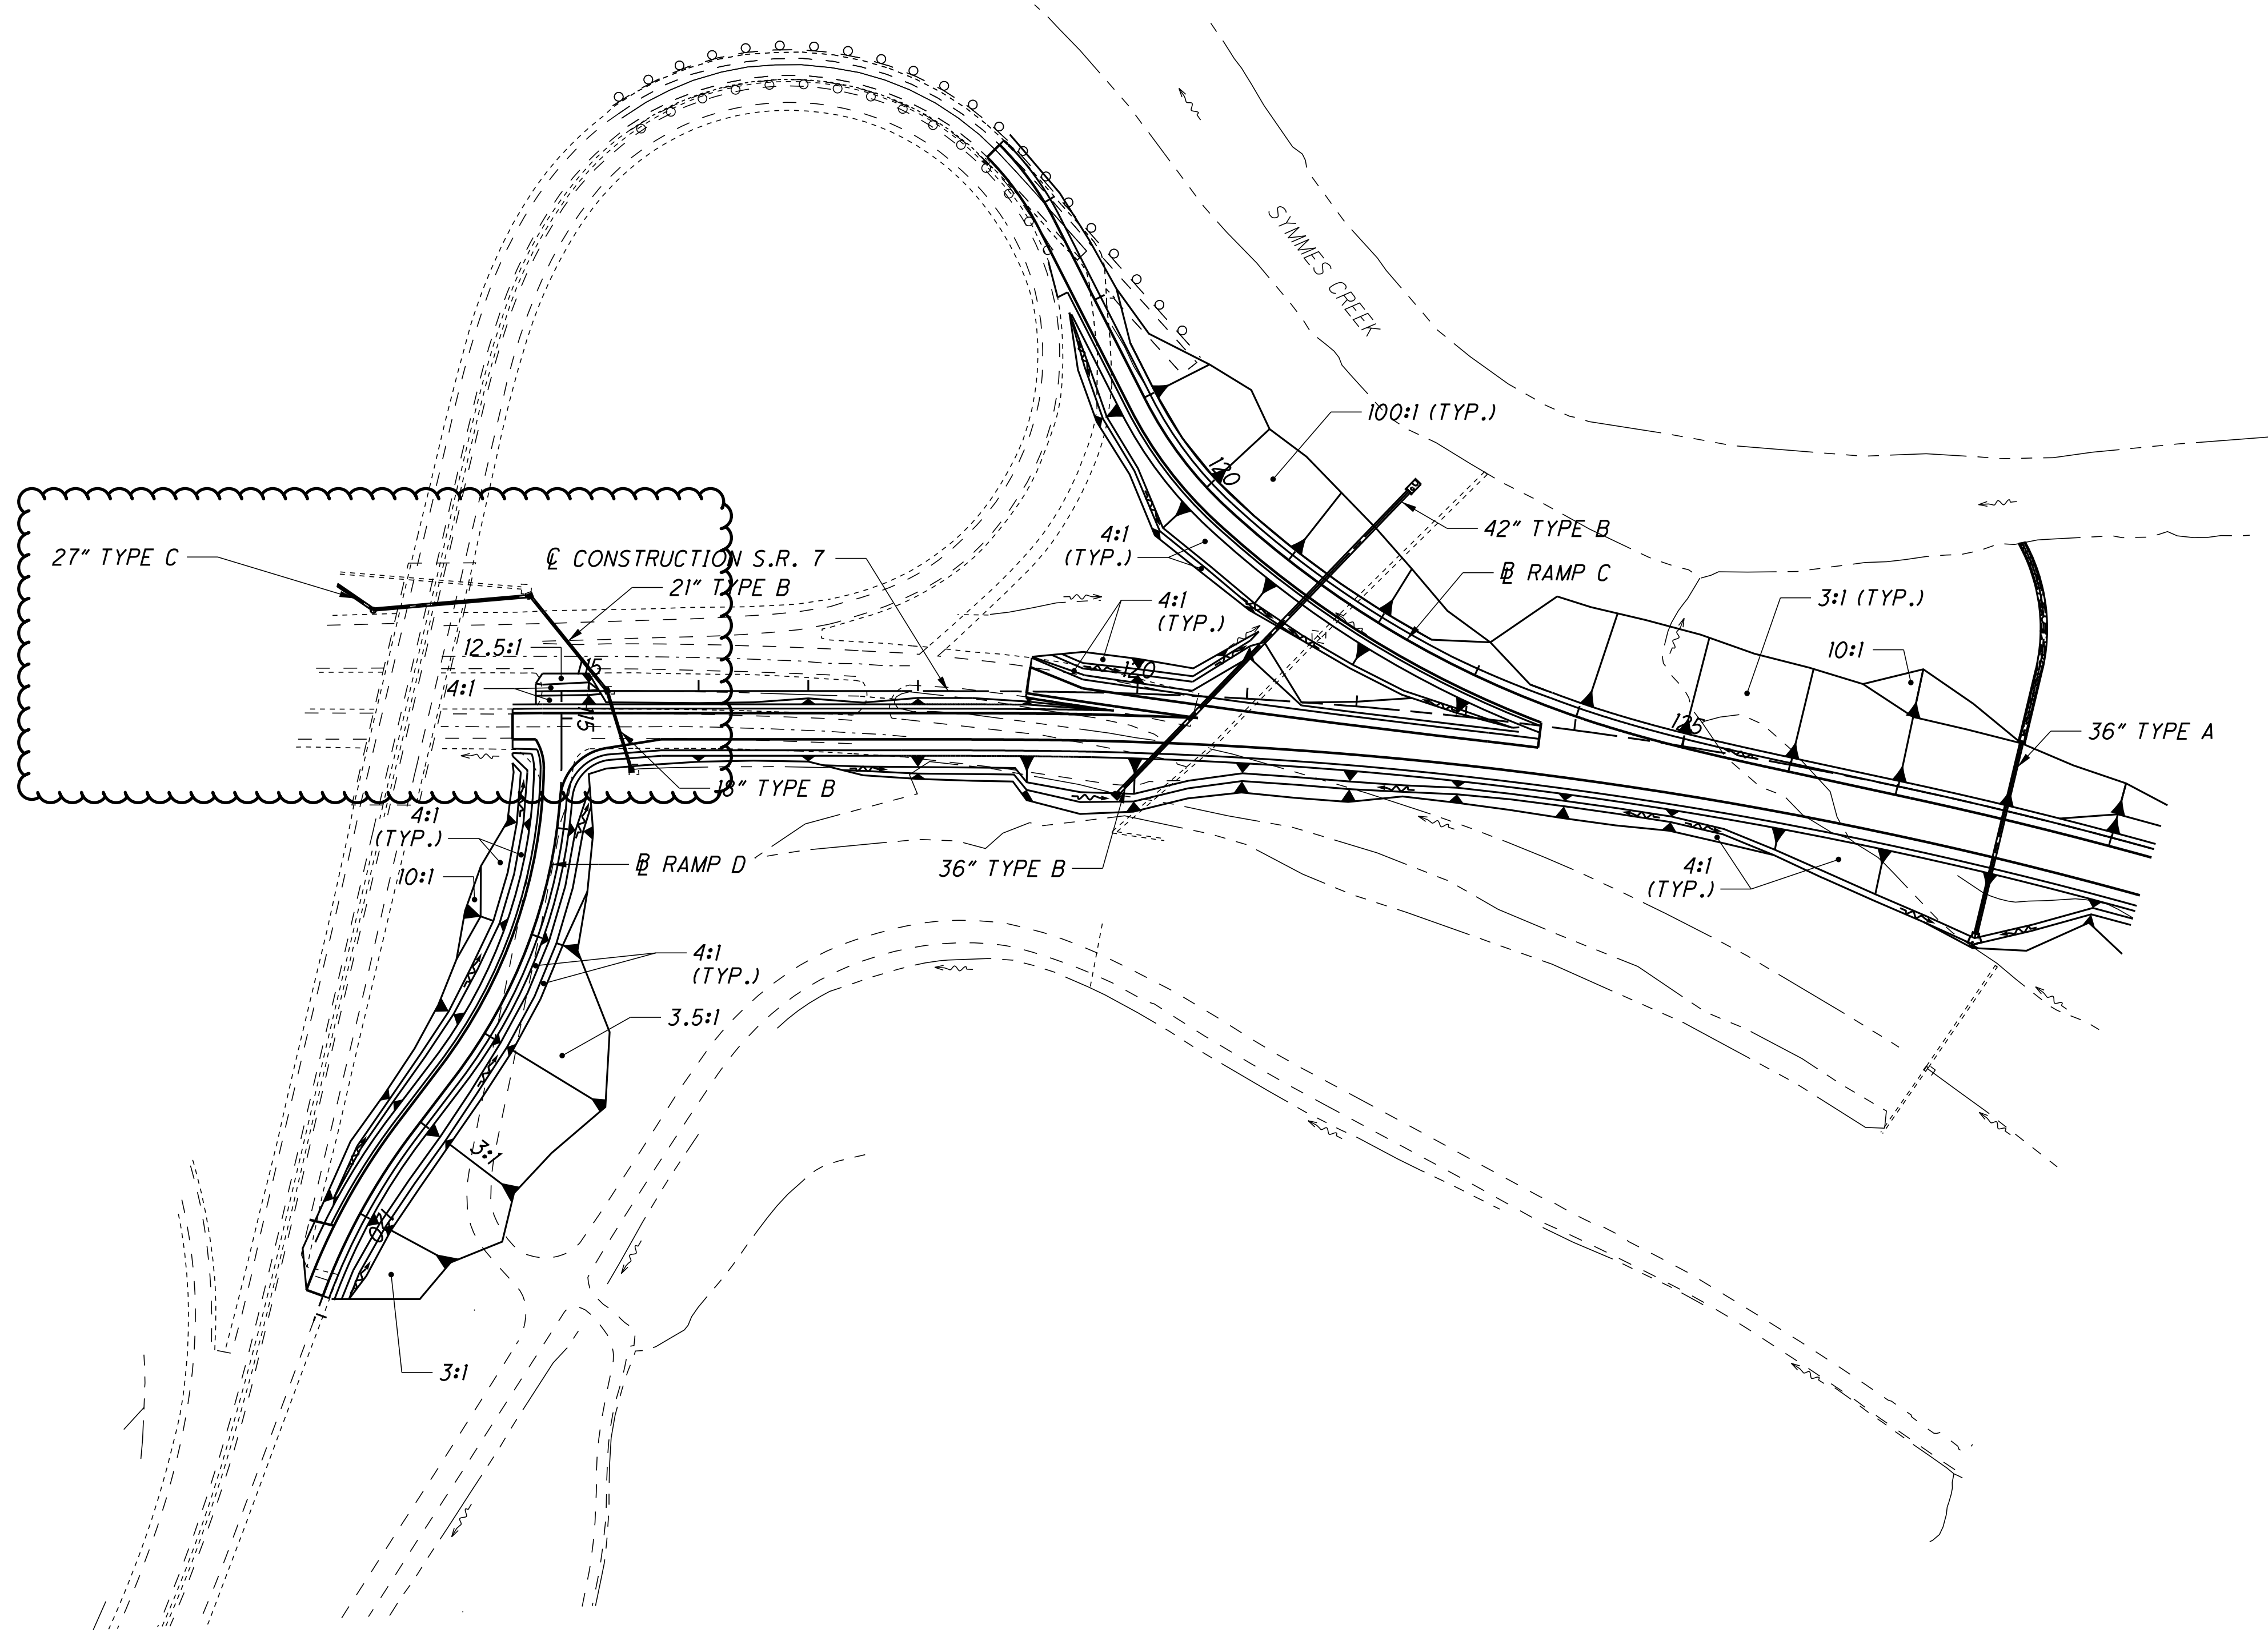 SYMMES CREEK
100:1 (TYP.)
120
42" TYPE B
4:1
(TYP.)
27" TYPE C
℄ CONSTRUCTION S.R. 7
21" TYPE B
BL RAMP C
4:1
(TYP.)
3:1 (TYP.)
12.5:1
115
10:1
4:1
120
115
125
36" TYPE A
18" TYPE B
4:1
(TYP.)
BL RAMP D
36" TYPE B
4:1
(TYP.)
10:1
4:1
(TYP.)
3.5:1
3:1
3:1